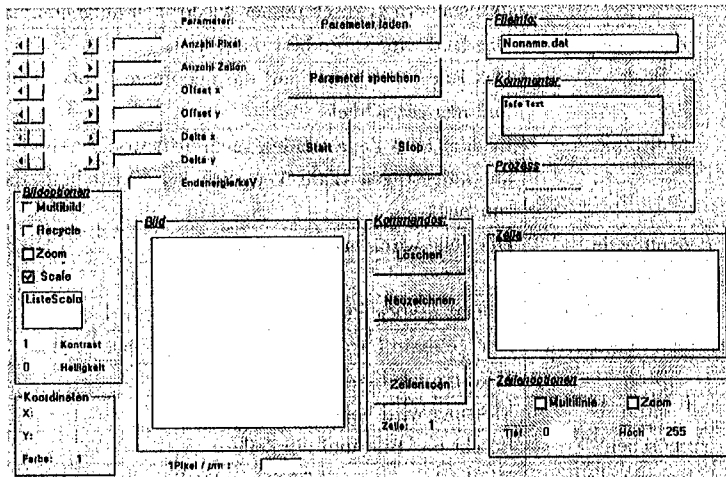 Parameter:
Anzahl Pixel
Anzahl Zeilen
Offset x
Offset y
Delta x
Delta y
Endenergie/keV
Parameter laden
Parameter speichern
Start
Stop
Fileinfo:
Noname.dat
Kommentar
Info Text
Prozess
Bildoptionen
Multibild
Recycle
Zoom
Scale
ListeScale
1 Kontrast
0 Helligkeit
Koordinaten
X:
Y:
Farbe: 1
Bild
1Pixel / µm :
Kommandos:
Löschen
Neuzeichnen
Zeilenscan
Zeile: 1
Zeile
Zeilenoptionen
Multilinie
Zoom
Tief 0
Hoch 255